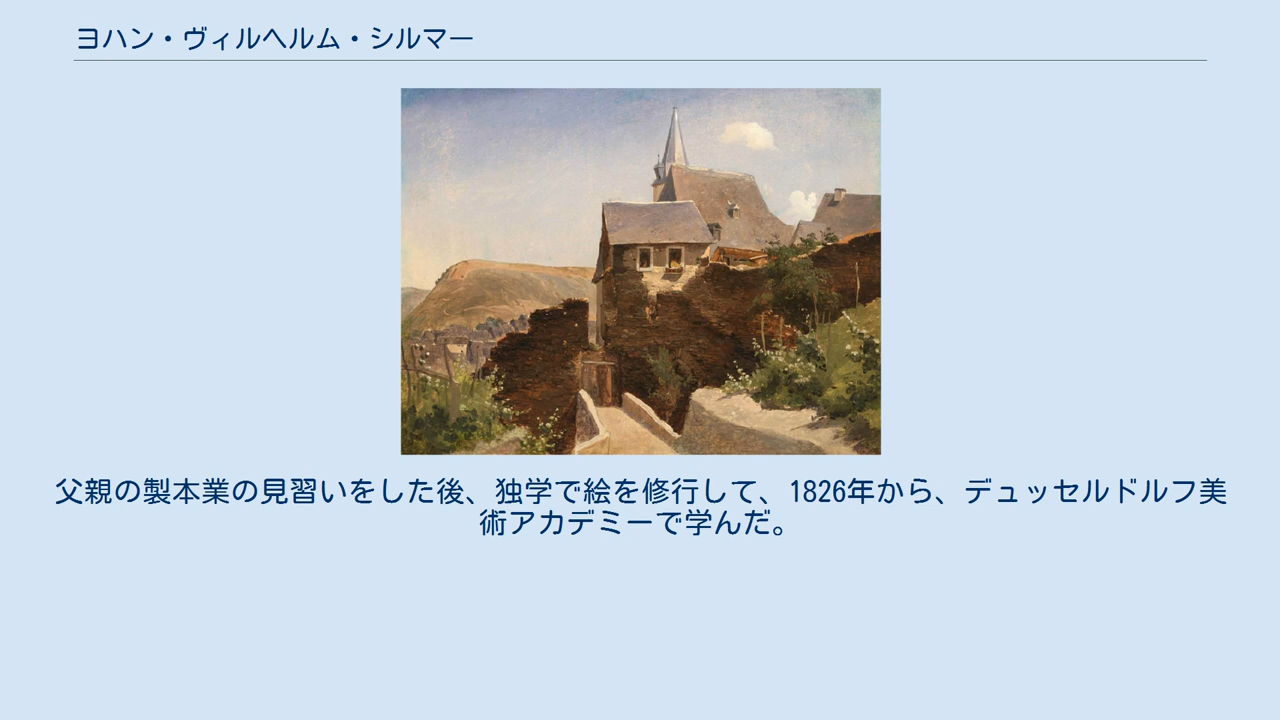 ヨハン・ヴィルヘルム・シルマー
父親の製本業の見習いをした後、独学で絵を修行して、1826年から、デュッセルドルフ美
術アカデミーで学んだ。